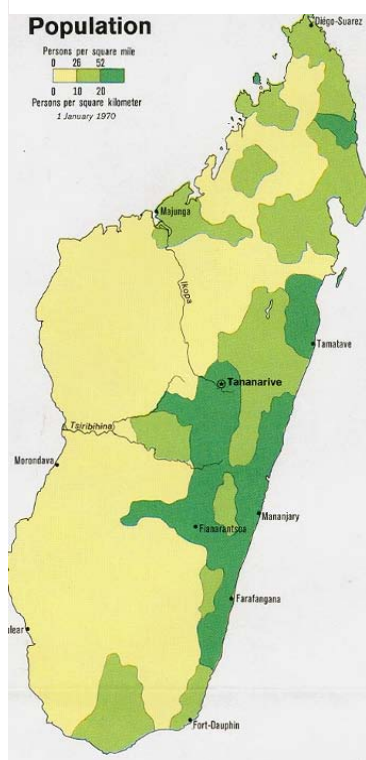 Population
Persons per square mile
0 26 52
0 10 20
Persons per square kilometer
1 January 1970
Diégo-Suarez
Majunga
Ikopa
Tamatave
Tananarive
Tsiribihina
Morondava
Mananjary
Fianarantsoa
Farafangana
lear
Fort-Dauphin